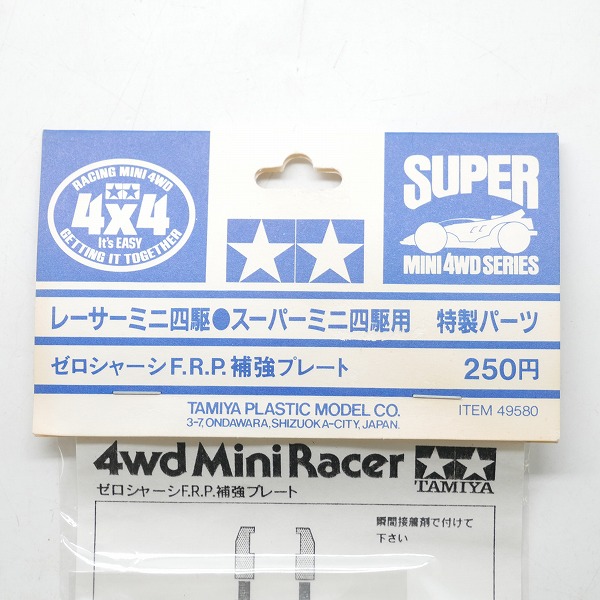 RACING MINI 4WD
4x4
It's EASY
GETTING IT TOGETHER
SUPER
MINI 4WD SERIES
レーサーミニ四駆●スーパーミニ四駆用 特製パーツ
ゼロシャーシF.R.P.補強プレート 250円
TAMIYA PLASTIC MODEL CO.
3-7, ONDAWARA, SHIZUOKA-CITY, JAPAN.
ITEM 49580
4wd Mini Racer
TAMIYA
ゼロシャーシF.R.P.補強プレート
瞬間接着剤で付けて
下さい